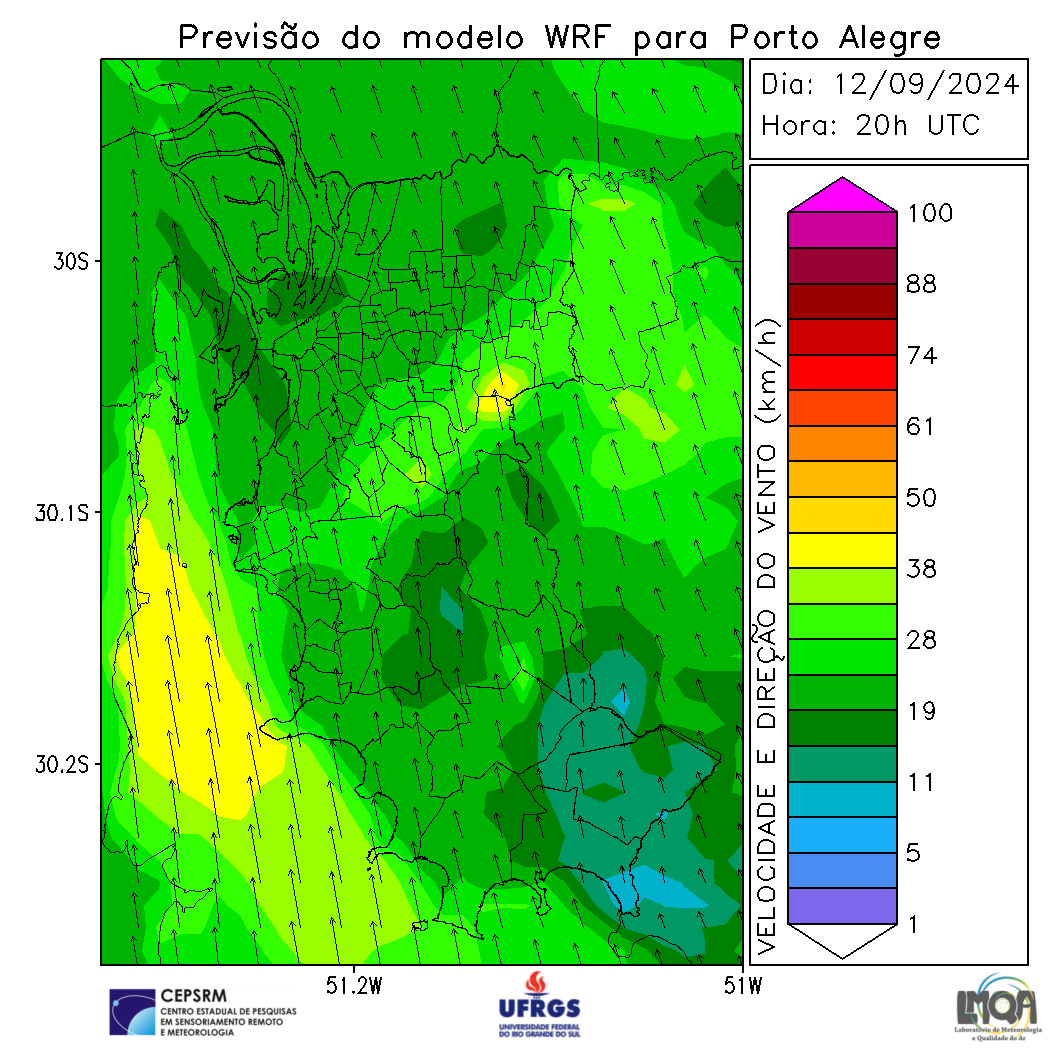 Previsão do modelo WRF para Porto Alegre
Dia: 12/09/2024
Hora: 20h UTC
30S
30.1S
30.2S
51.2W
51W
VELOCIDADE E DIREÇÃO DO VENTO (km/h)
100
88
74
61
50
38
28
19
11
5
1
CEPSRM
CENTRO ESTADUAL DE PESQUISAS
EM SENSORIAMENTO REMOTO
E METEOROLOGIA
UFRGS
UNIVERSIDADE FEDERAL
DO RIO GRANDE DO SUL
LMQA
Laboratório de Meteorologia
e Qualidade do Ar